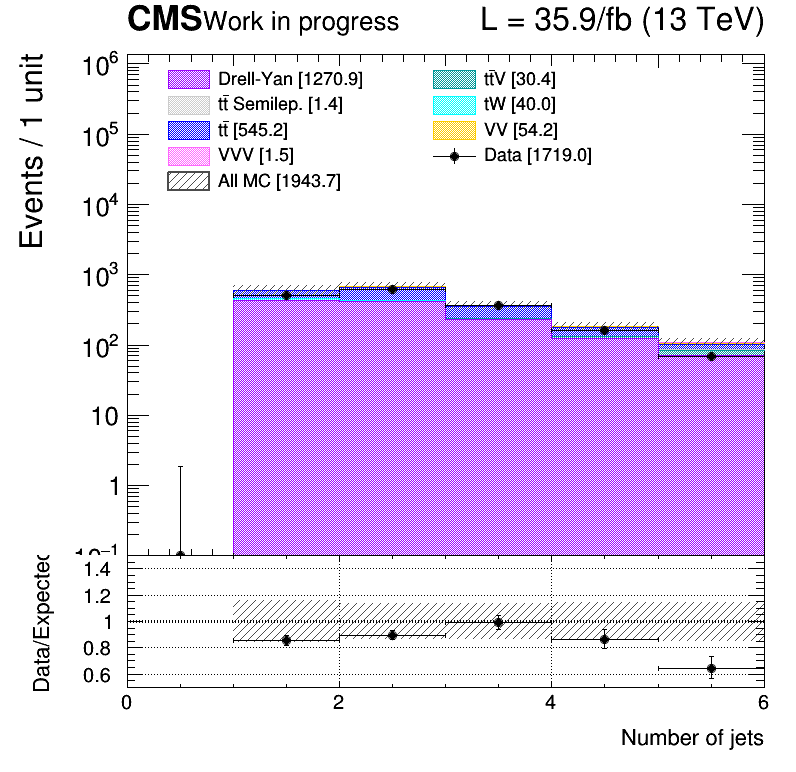 CMS Work in progress L = 35.9/fb (13 TeV)
Events / 1 unit
10⁶
10⁵
10⁴
10³
10²
10
1
10⁻¹
Drell-Yan [1270.9]
tt̄ Semilep. [1.4]
tt̄ [545.2]
VVV [1.5]
All MC [1943.7]
tt̄V [30.4]
tW [40.0]
VV [54.2]
Data [1719.0]
Data/Expected
1.4
1.2
1
0.8
0.6
0 2 4 6
Number of jets